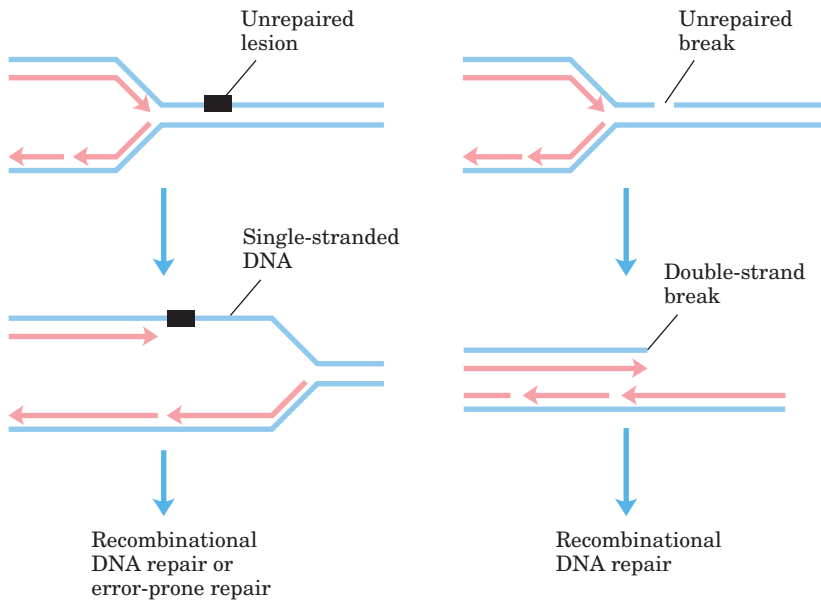 Unrepaired
lesion
Unrepaired
break
Single-stranded
DNA
Double-strand
break
Recombinational
DNA repair or
error-prone repair
Recombinational
DNA repair